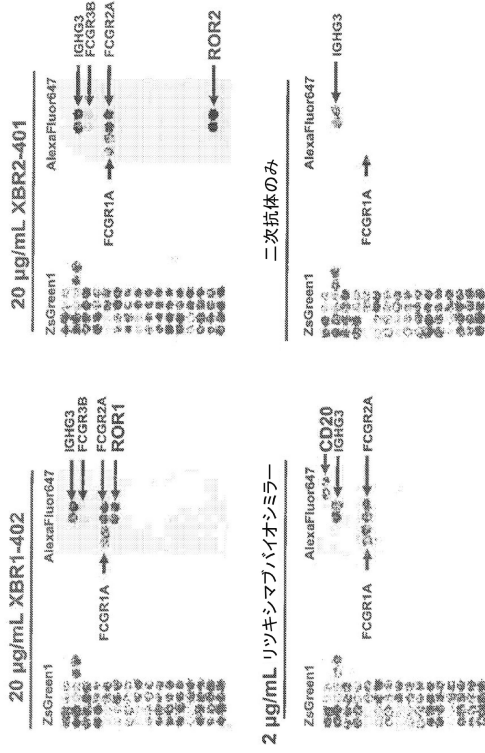 20 µg/mL XBR1-402
ZsGreen1
AlexaFluor647
IGHG3
FCGR3B
FCGR1A
FCGR2A
ROR1
20 µg/mL XBR2-401
ZsGreen1
AlexaFluor647
IGHG3
FCGR3B
FCGR1A
FCGR2A
ROR2
2 µg/mL リツキシマブバイオシミラー
ZsGreen1
AlexaFluor647
CD20
IGHG3
FCGR1A
FCGR2A
二次抗体のみ
ZsGreen1
AlexaFluor647
IGHG3
FCGR1A